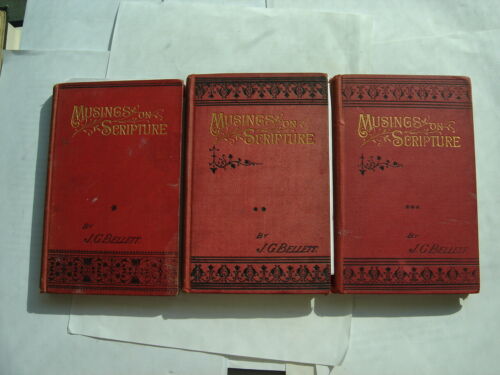 MUSINGS ON
SCRIPTURE
*
BY
J.G. BELLETT.
MUSINGS ON
SCRIPTURE
**
BY
J.G. BELLETT.
MUSINGS ON
SCRIPTURE
***
BY
J.G. BELLETT.